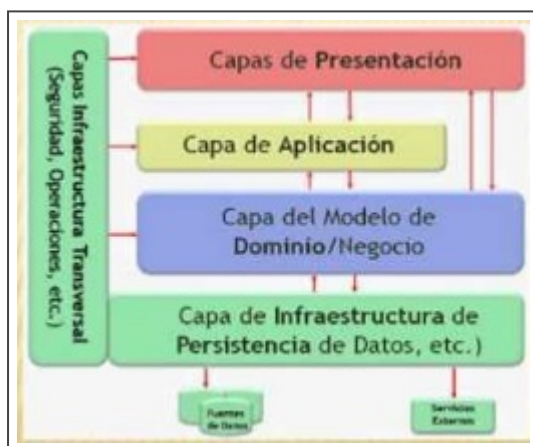 Capas Infraestructura Transversal
(Seguridad, Operaciones, etc.)
Capas de Presentación
Capa de Aplicación
Capa del Modelo de
Dominio/Negocio
Capa de Infraestructura de
Persistencia de Datos, etc.)
Fuentes
de Datos
Servicios
Externos